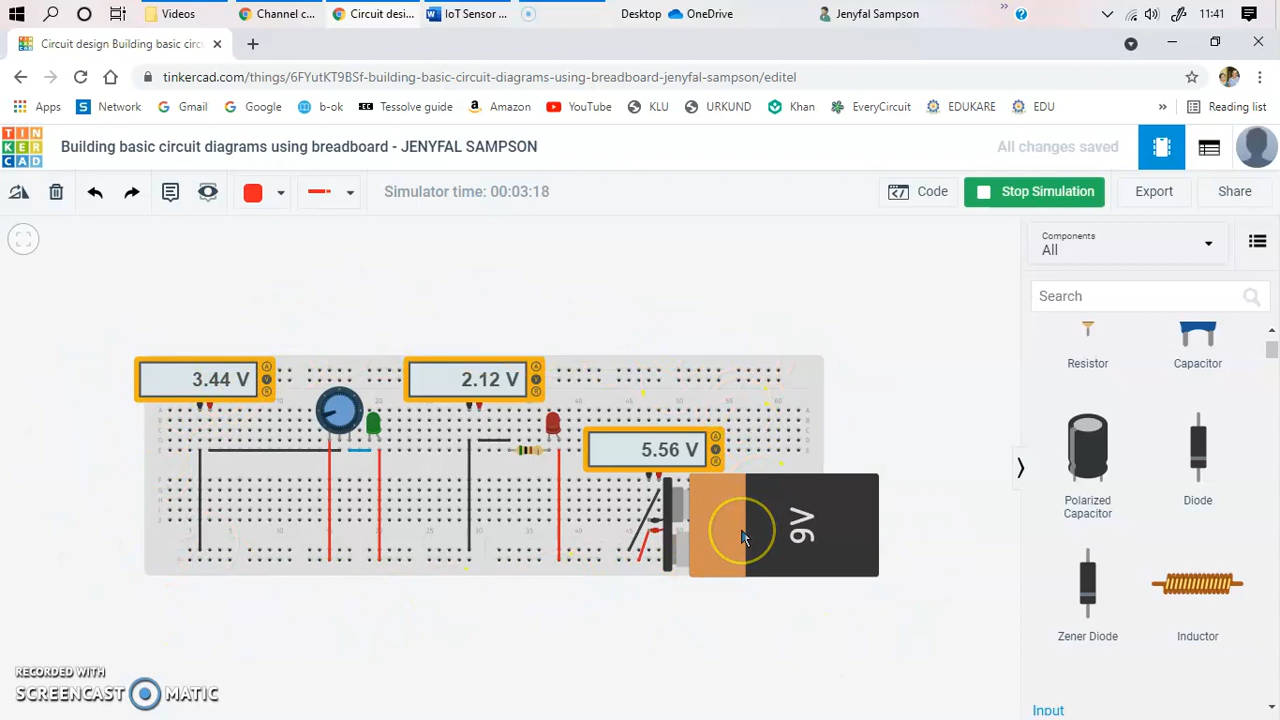 Videos
Channel c...
Circuit desi...
IoT Sensor ...
Desktop
OneDrive
Jenyfal Sampson
»
11:41
Circuit design Building basic circ
tinkercad.com/things/6FYutKT9BSf-building-basic-circuit-diagrams-using-breadboard-jenyfal-sampson/editel
Apps
Network
Gmail
Google
b-ok
Tessolve guide
Amazon
YouTube
KLU
URKUND
Khan
EveryCircuit
EDUKARE
EDU
»
Reading list
TIN
KER
CAD
Building basic circuit diagrams using breadboard - JENYFAL SAMPSON
All changes saved
Simulator time: 00:03:18
Code
Stop Simulation
Export
Share
Components
All
Search
Resistor
Capacitor
3.44 V
2.12 V
5.56 V
9V
Polarized
Capacitor
Diode
Zener Diode
Inductor
Input
RECORDED WITH
SCREENCAST MATIC